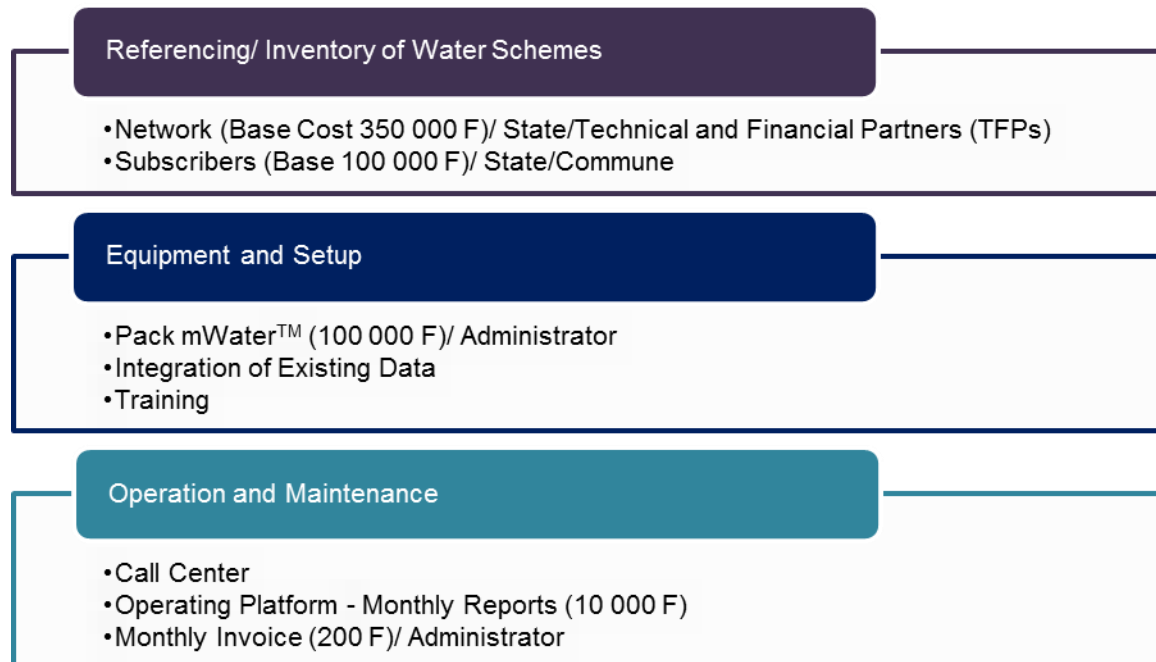 Referencing/ Inventory of Water Schemes
•Network (Base Cost 350 000 F)/ State/Technical and Financial Partners (TFPs)
•Subscribers (Base 100 000 F)/ State/Commune
Equipment and Setup
•Pack mWater™ (100 000 F)/ Administrator
•Integration of Existing Data
•Training
Operation and Maintenance
•Call Center
•Operating Platform - Monthly Reports (10 000 F)
•Monthly Invoice (200 F)/ Administrator